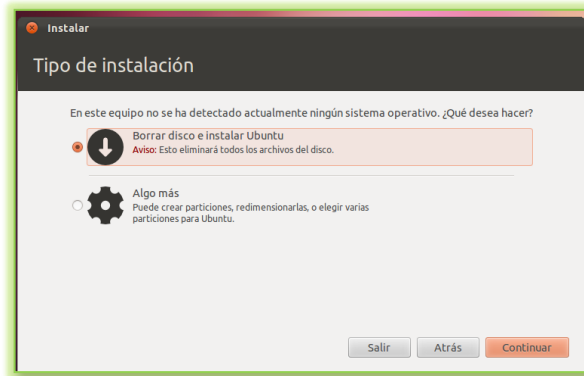 Instalar
Tipo de instalación
En este equipo no se ha detectado actualmente ningún sistema operativo. ¿Qué desea hacer?
Borrar disco e instalar Ubuntu
Aviso: Esto eliminará todos los archivos del disco.
Algo más
Puede crear particiones, redimensionarlas, o elegir varias
particiones para Ubuntu.
Salir
Atrás
Continuar